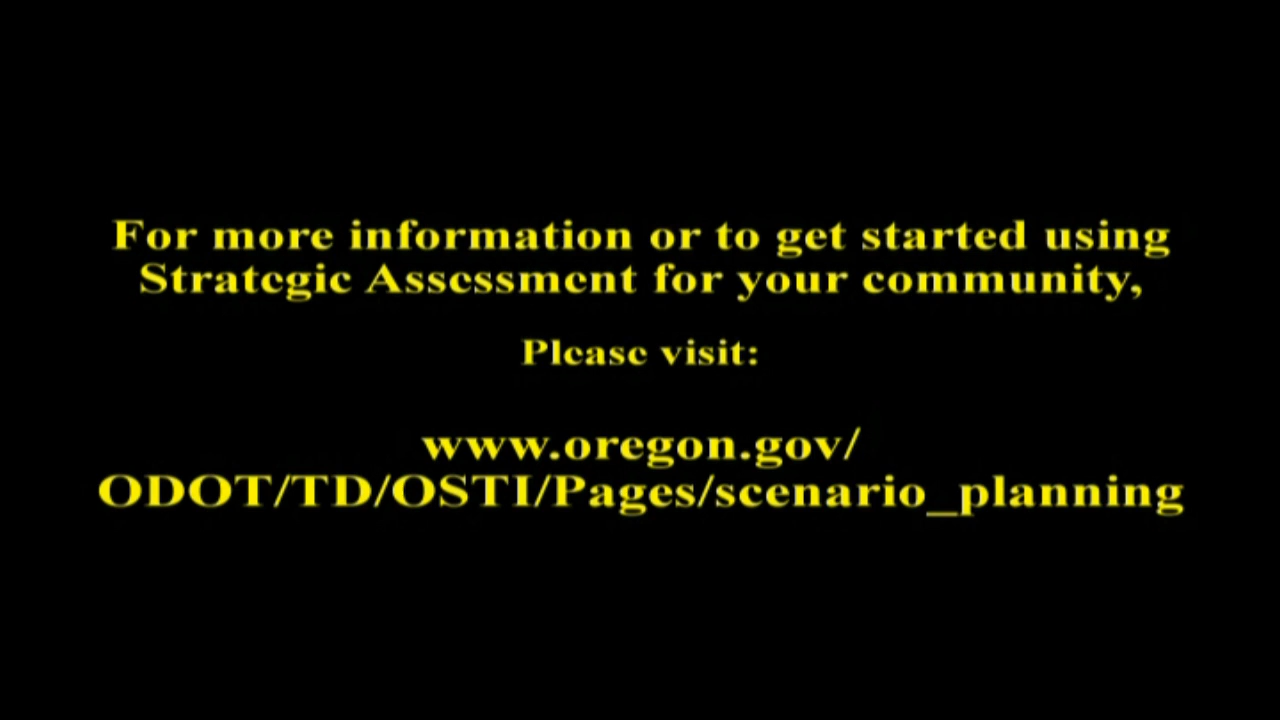 For more information or to get started using
Strategic Assessment for your community,
Please visit:
www.oregon.gov/
ODOT/TD/OSTI/Pages/scenario_planning